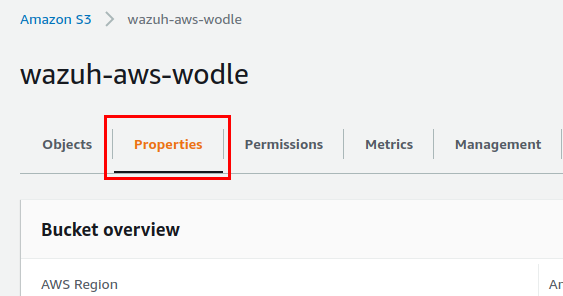 Amazon S3 > wazuh-aws-wodle
wazuh-aws-wodle
Objects Properties Permissions Metrics Management
Bucket overview
AWS Region